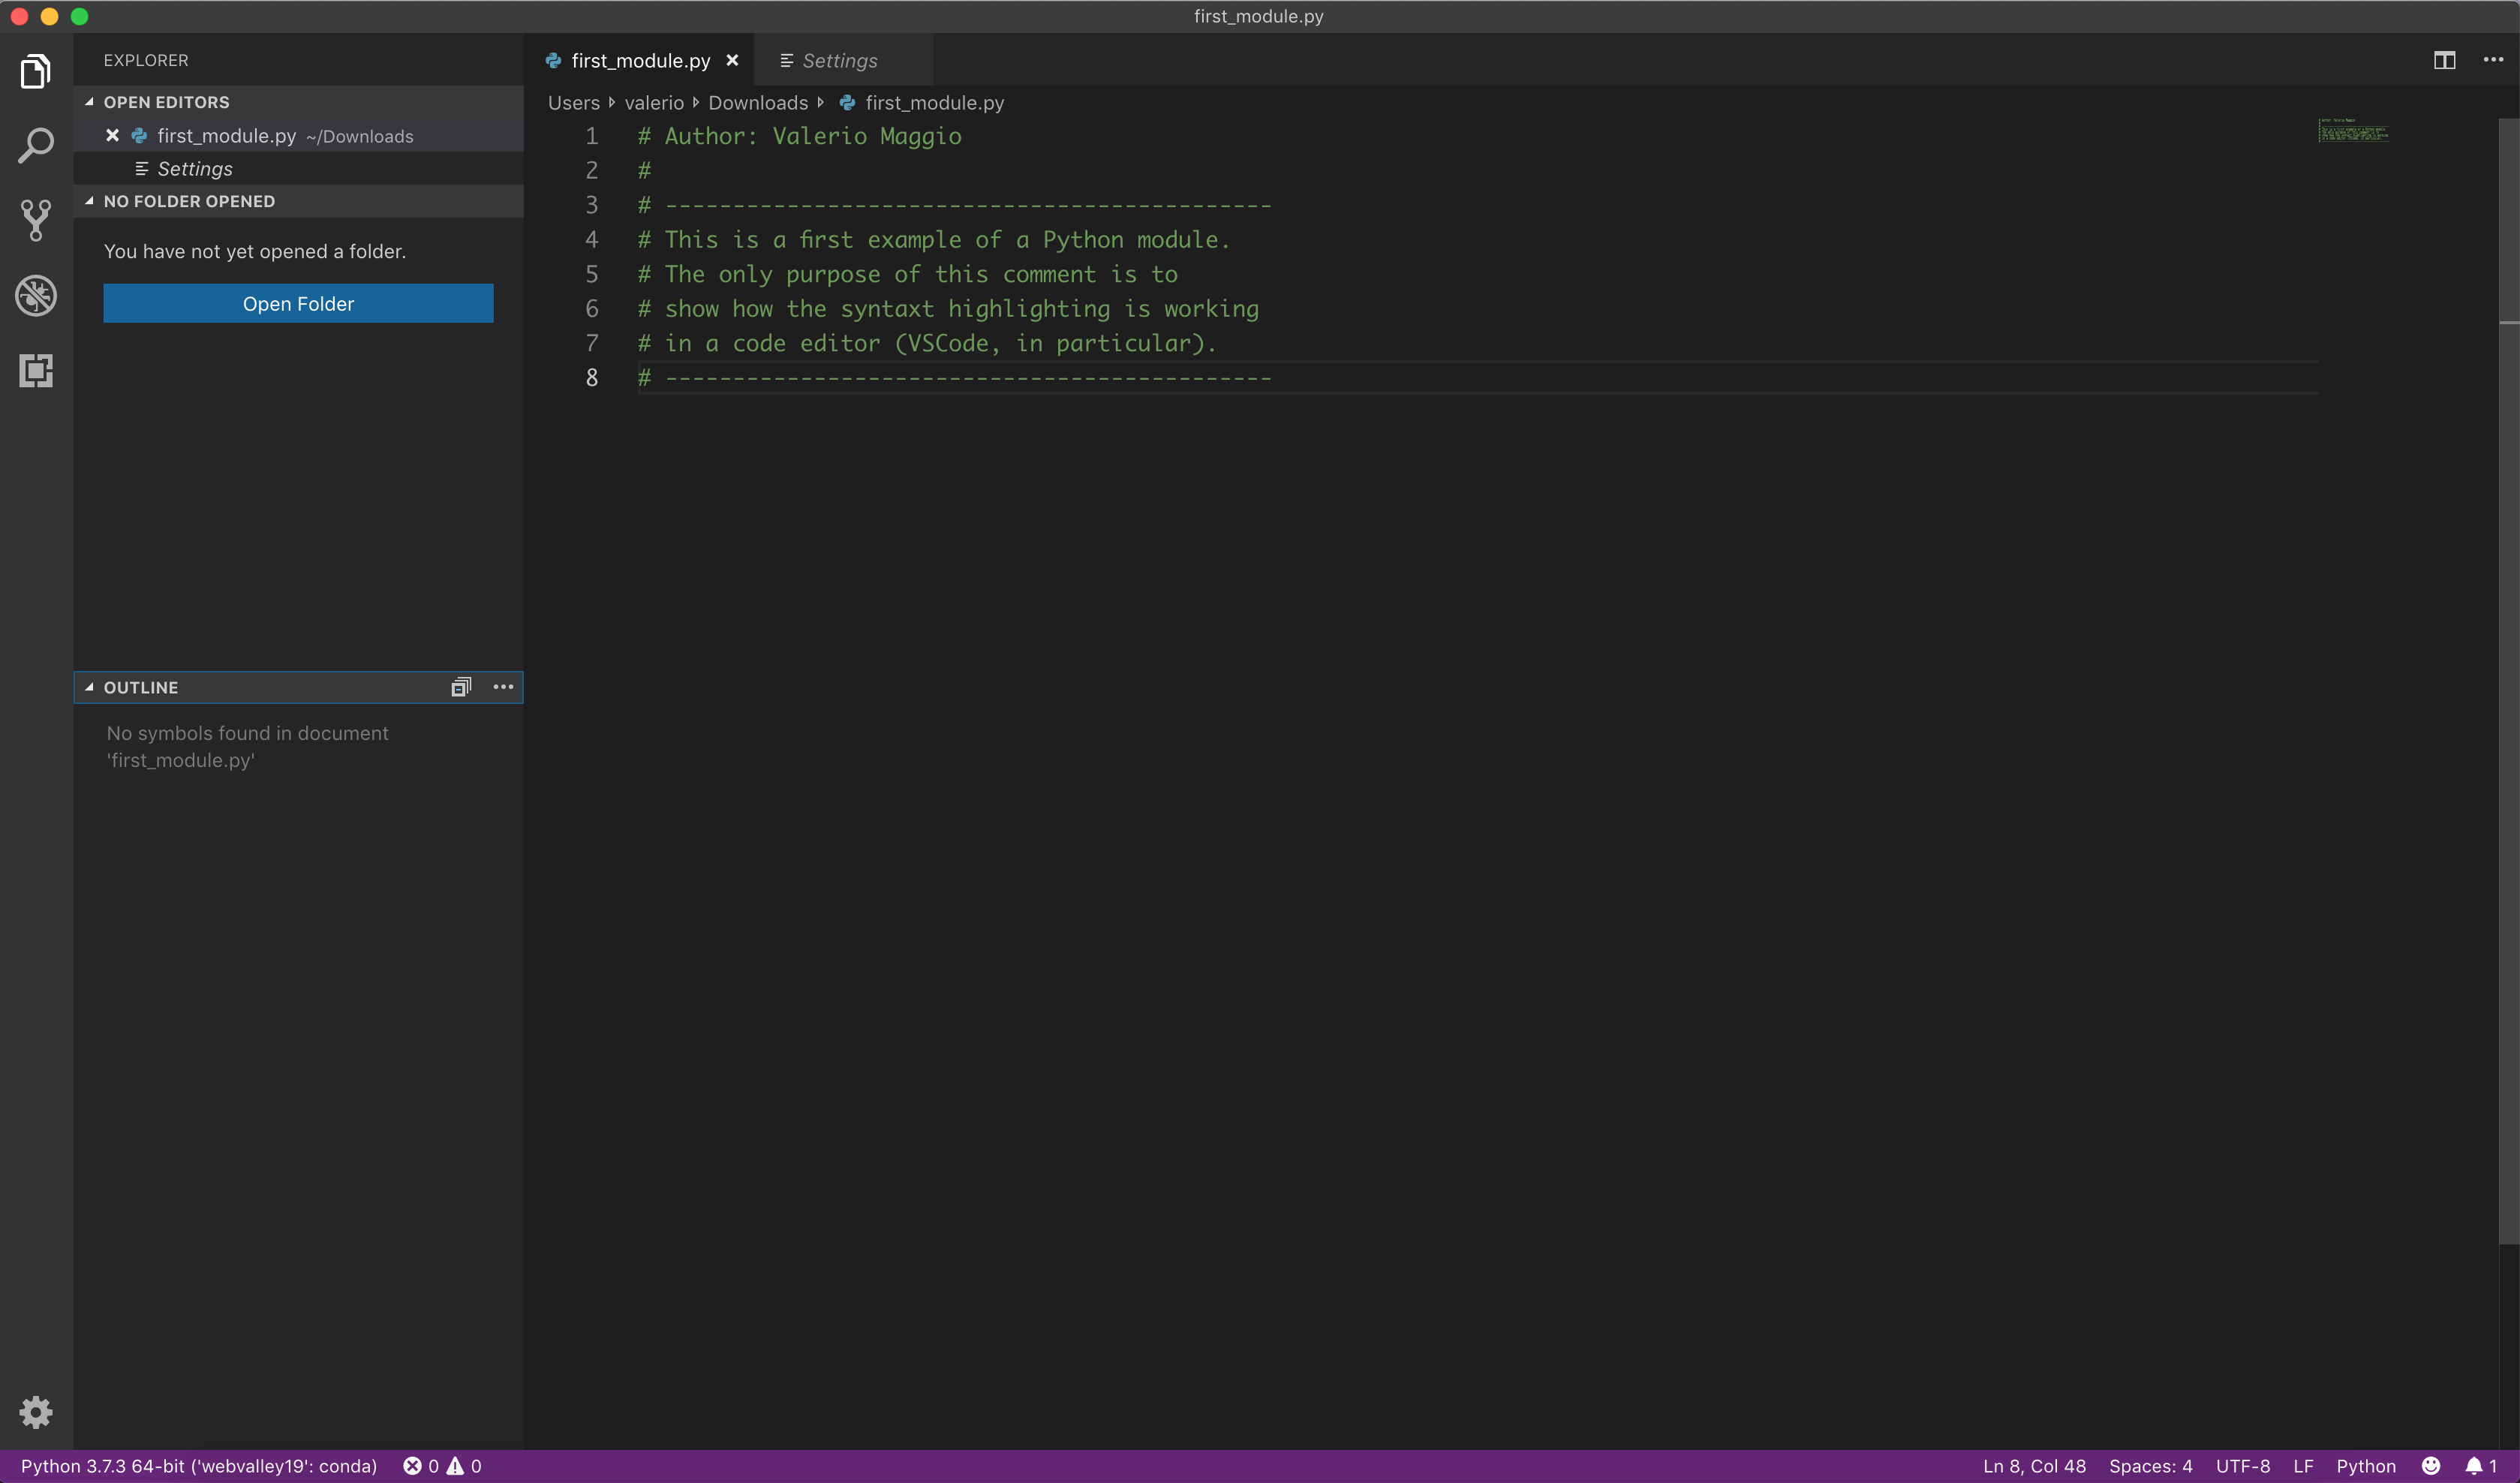 first_module.py
EXPLORER
OPEN EDITORS
first_module.py ~/Downloads
Settings
NO FOLDER OPENED
You have not yet opened a folder.
Open Folder
OUTLINE
No symbols found in document
'first_module.py'
first_module.py Settings
Users valerio Downloads first_module.py
1 # Author: Valerio Maggio
2 #
3 # ---------------------------------------------
4 # This is a first example of a Python module.
5 # The only purpose of this comment is to
6 # show how the syntaxt highlighting is working
7 # in a code editor (VSCode, in particular).
8 # ---------------------------------------------
Python 3.7.3 64-bit ('webvalley19': conda) 0 0 Ln 8, Col 48 Spaces: 4 UTF-8 LF Python 1